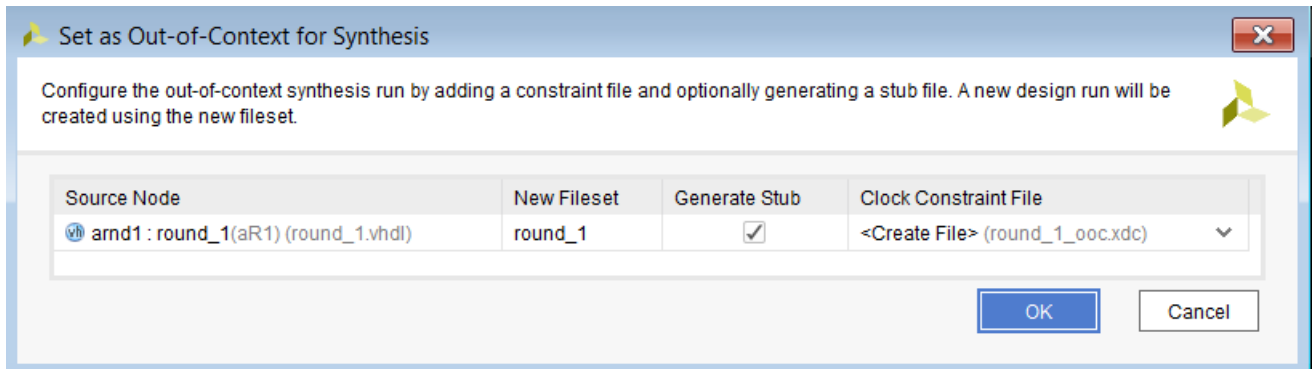 Set as Out-of-Context for Synthesis
Configure the out-of-context synthesis run by adding a constraint file and optionally generating a stub file. A new design run will be
created using the new fileset.
Source Node New Fileset Generate Stub Clock Constraint File
vh arnd1 : round_1(aR1) (round_1.vhdl) round_1 <Create File> (round_1_ooc.xdc)
OK Cancel